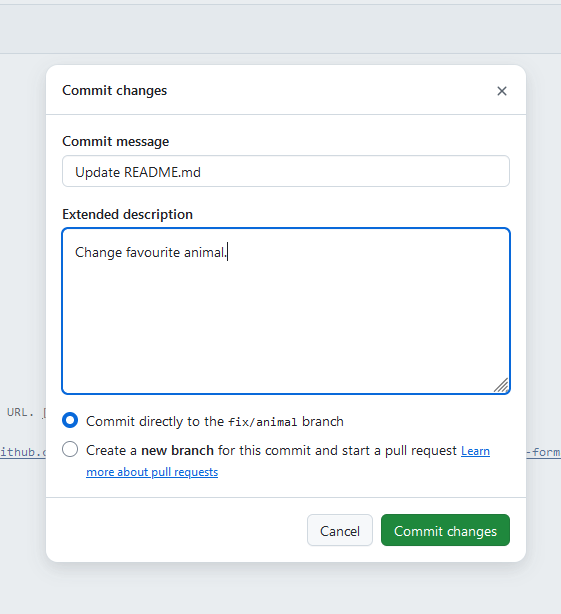 Commit changes
Commit message
Update README.md
Extended description
Change favourite animal.
Commit directly to the fix/animal branch
Create a new branch for this commit and start a pull request Learn
more about pull requests
URL.
ithub.
-form
Cancel
Commit changes